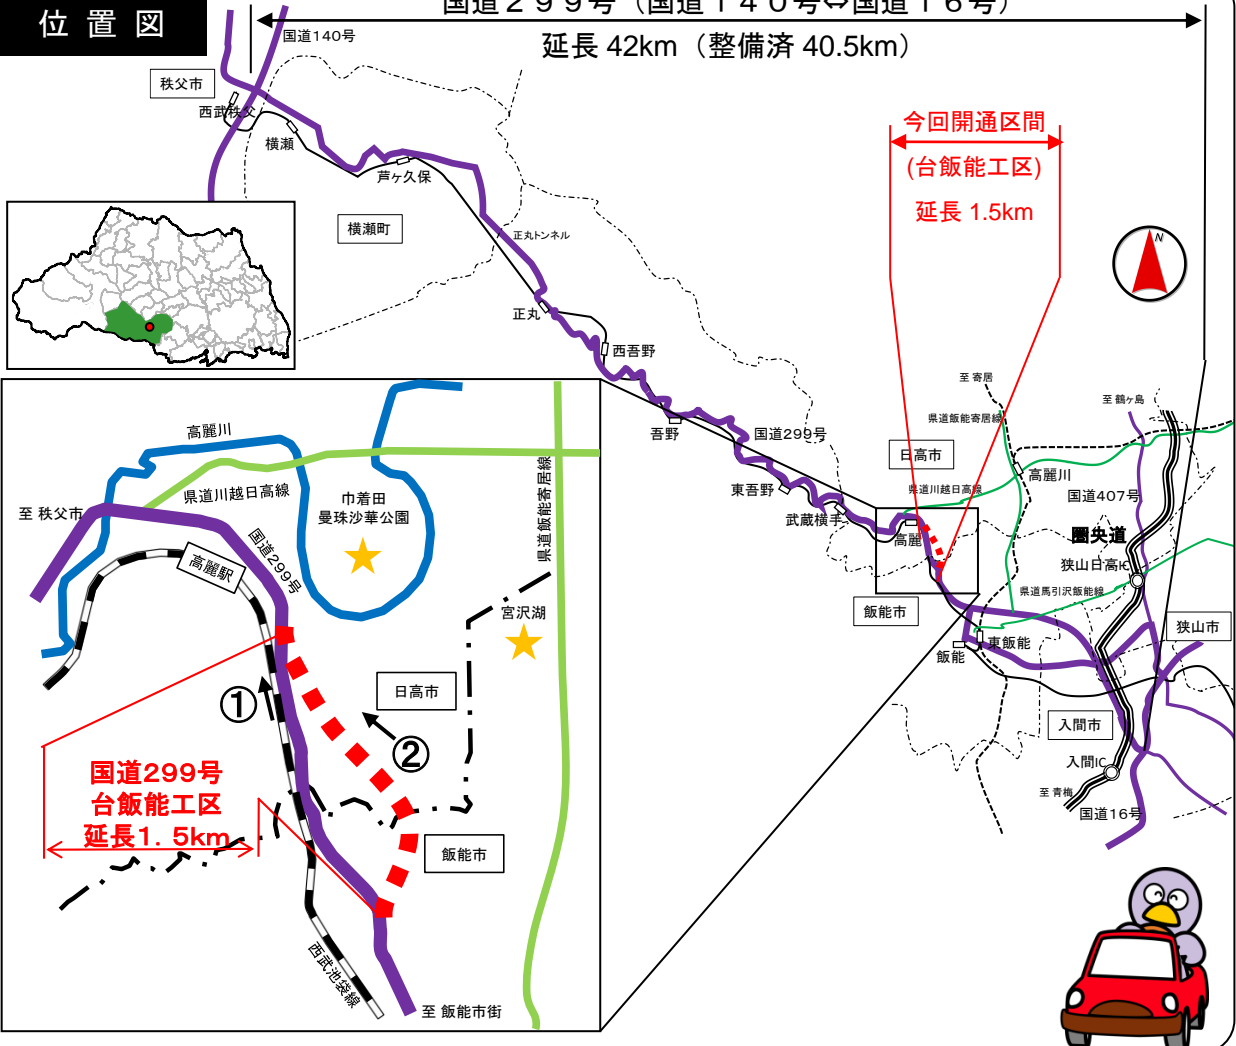 位置図
国道２９９号（国道１４０号⇔国道１６号）
延長 42km（整備済 40.5km）
国道140号
秩父市
西武秩父
横瀬
芦ヶ久保
横瀬町
正丸トンネル
正丸
西吾野
吾野
国道299号
東吾野
武蔵横手
高麗
今回開通区間
(台飯能工区)
延長 1.5km
N
至 寄居
県道飯能寄居線
至 鶴ヶ島
日高市
高麗川
県道川越日高線
国道407号
圏央道
狭山日高IC
県道馬引沢飯能線
飯能市
狭山市
東飯能
飯能
入間市
入間IC
至 青梅
国道16号
高麗川
県道川越日高線
至 秩父市
巾着田
曼珠沙華公園
県道飯能寄居線
国道299号
高麗駅
宮沢湖
日高市
①
②
国道299号
台飯能工区
延長1．5km
飯能市
西武池袋線
至 飯能市街